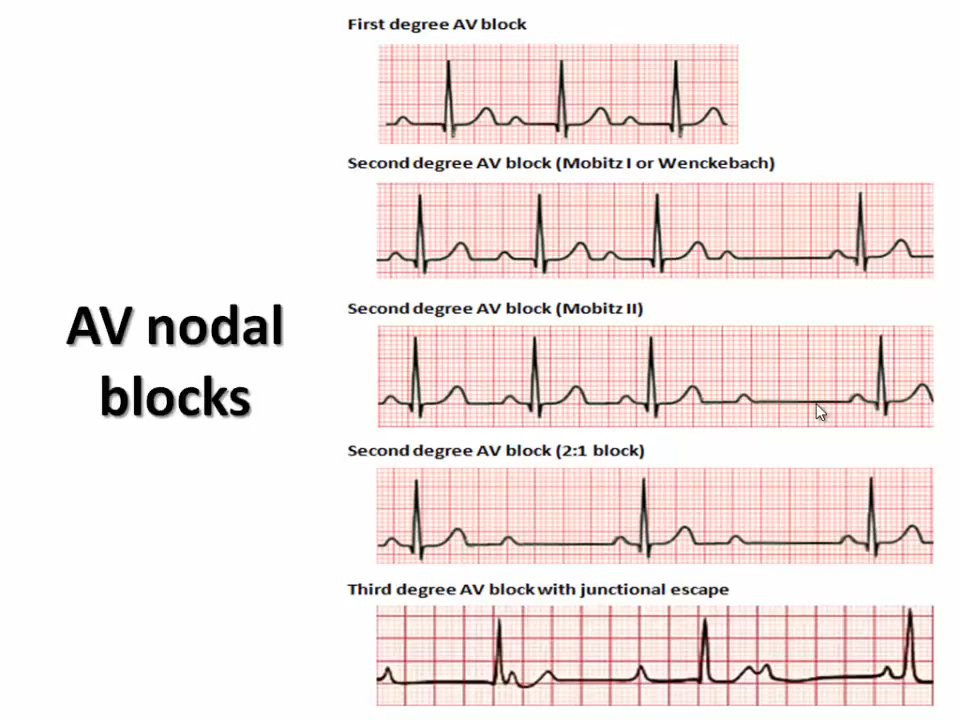 First degree AV block
Second degree AV block (Mobitz I or Wenckebach)
AV nodal
blocks
Second degree AV block (Mobitz II)
Second degree AV block (2:1 block)
Third degree AV block with junctional escape